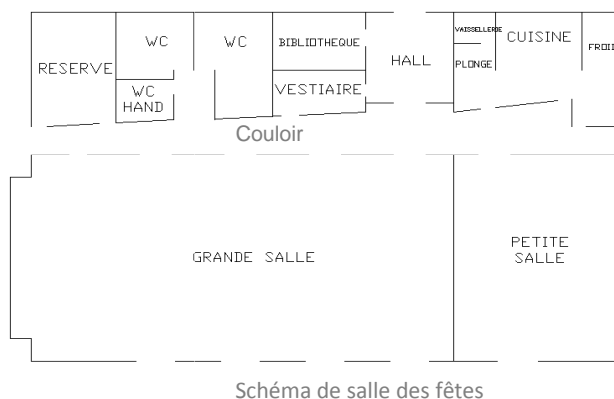 WC
WC
BIBLIOTHEQUE
VAISSELLERIE
CUISINE
FROID
RESERVE
HALL
PLONGE
WC
HAND
VESTIAIRE
Couloir
GRANDE SALLE
PETITE
SALLE
Schéma de salle des fêtes